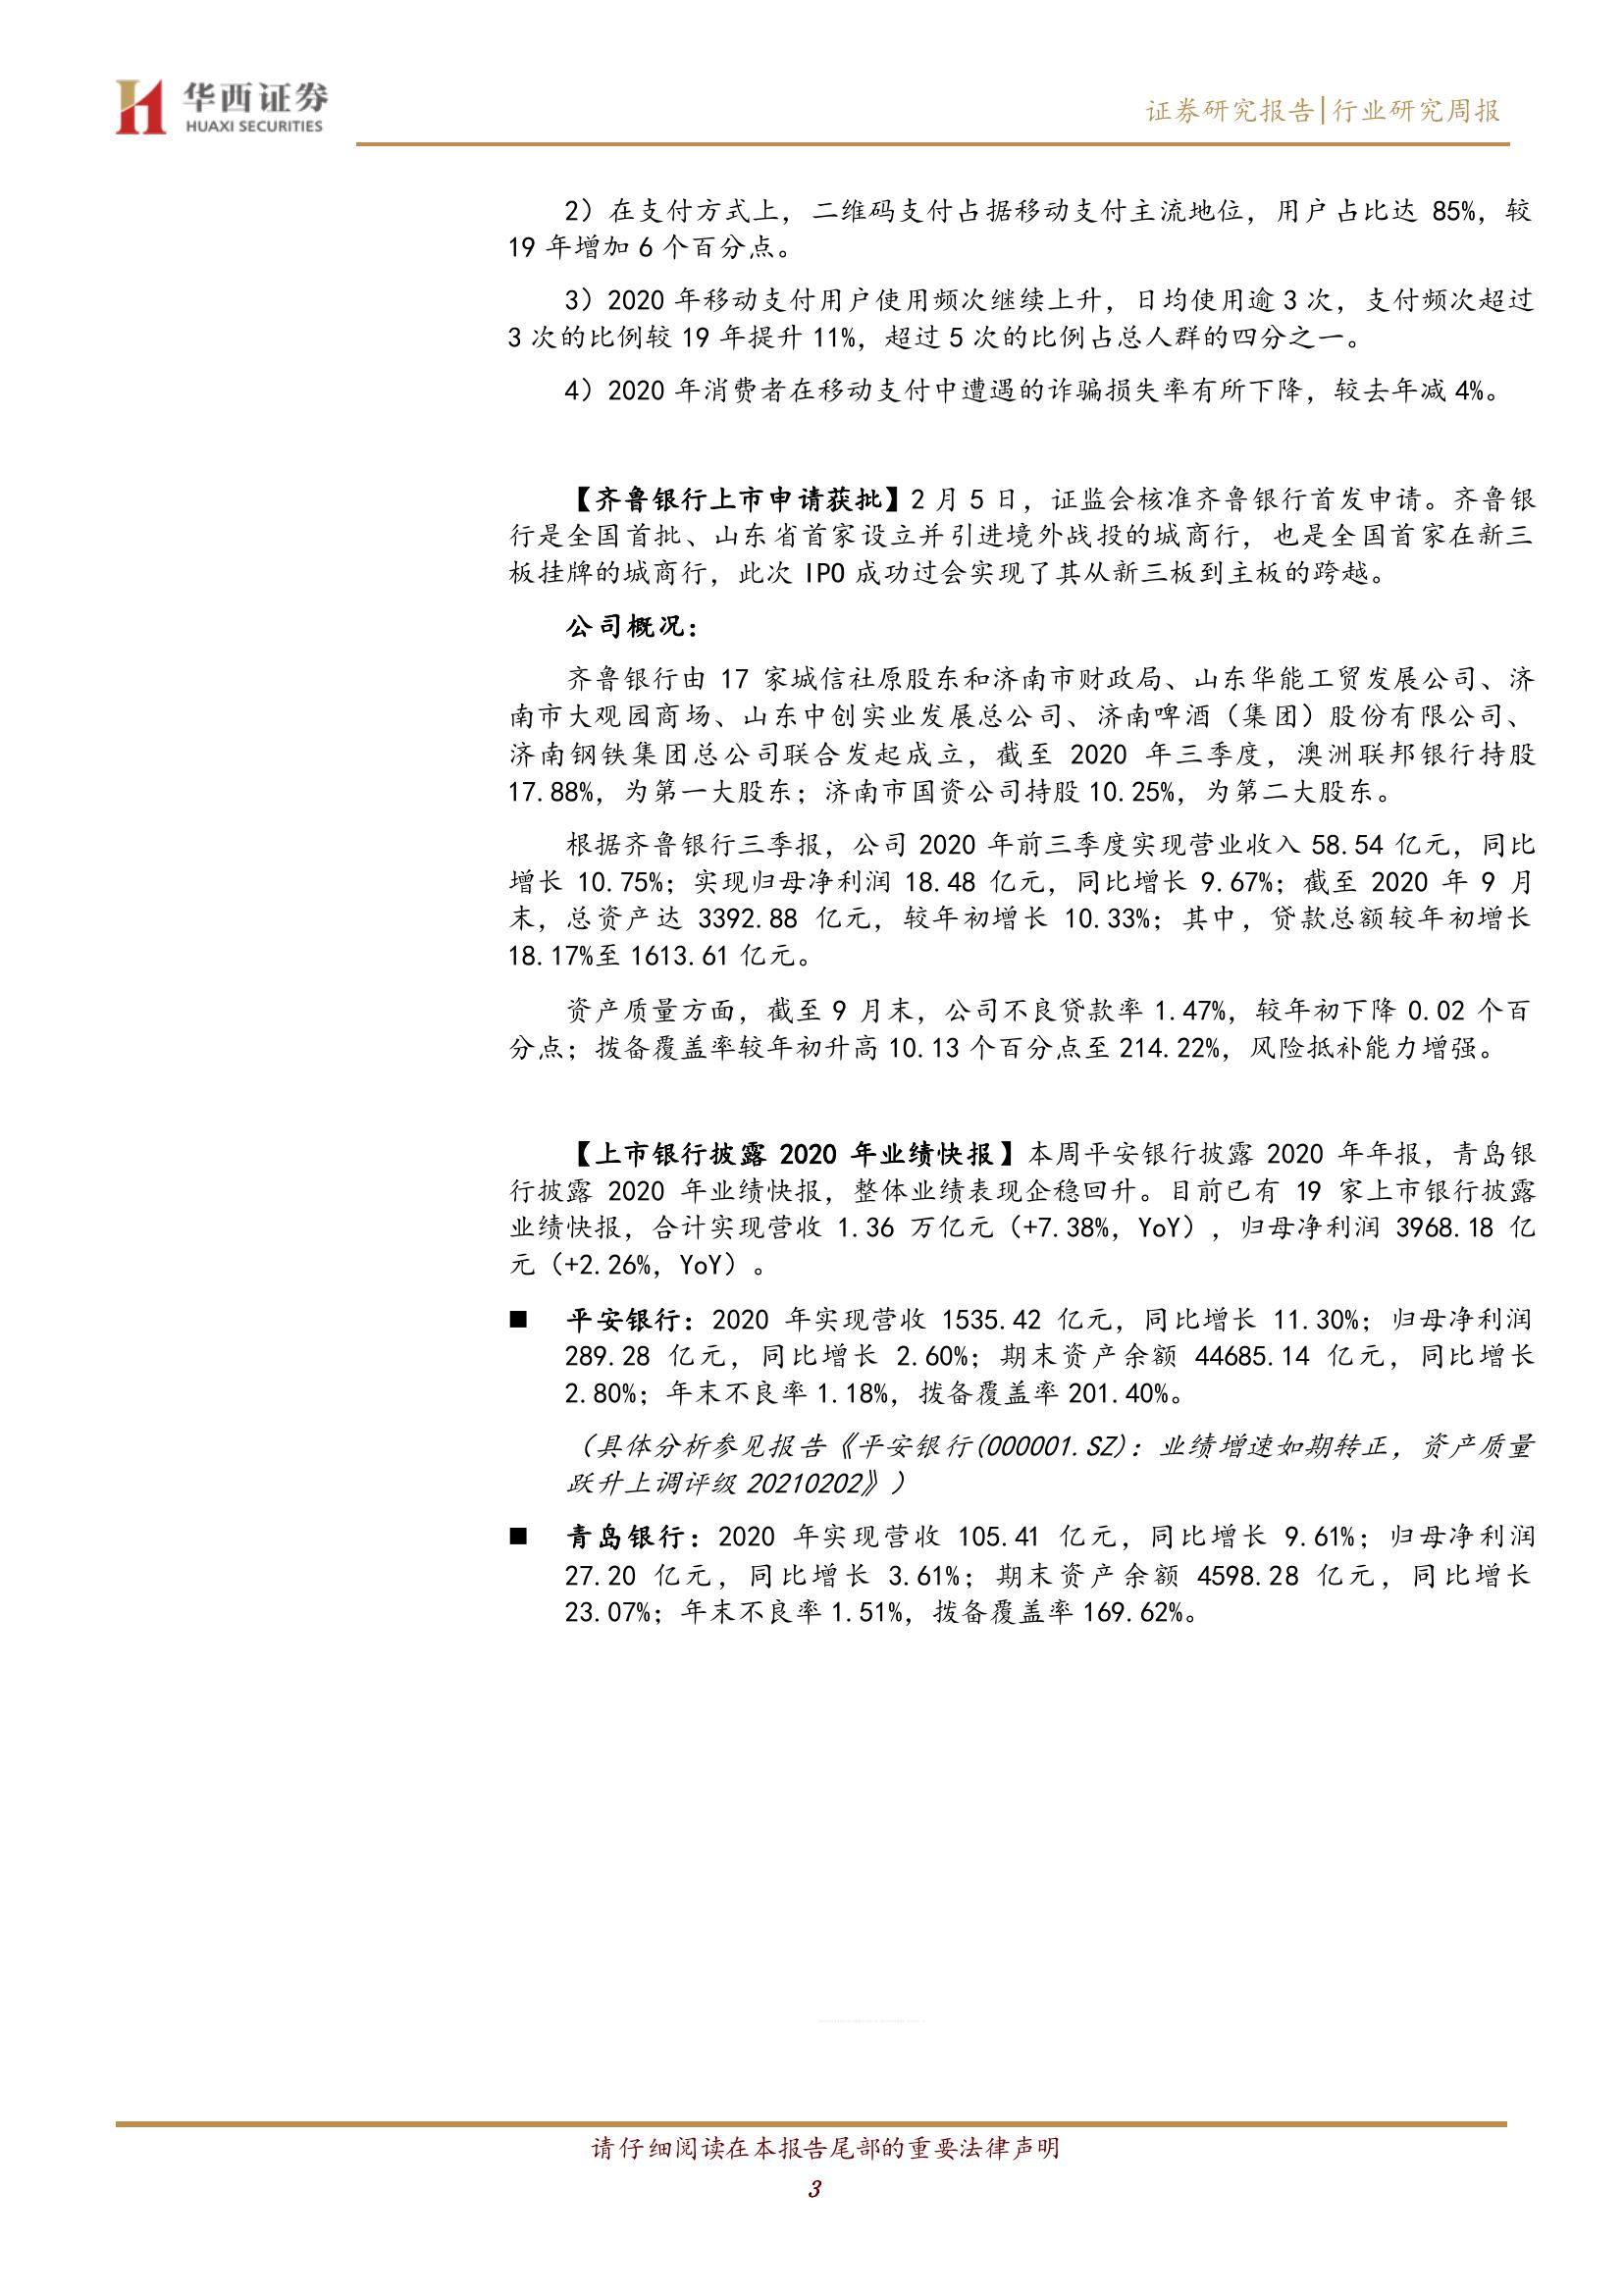 华西证券
HUAXI SECURITIES
证券研究报告|行业研究周报
2）在支付方式上，二维码支付占据移动支付主流地位，用户占比达 85%，较
19 年增加 6 个百分点。
3）2020 年移动支付用户使用频次继续上升，日均使用逾 3 次，支付频次超过
3 次的比例较 19 年提升 11%，超过 5 次的比例占总人群的四分之一。
4）2020 年消费者在移动支付中遭遇的诈骗损失率有所下降，较去年减 4%。
【齐鲁银行上市申请获批】2 月 5 日，证监会核准齐鲁银行首发申请。齐鲁银
行是全国首批、山东省首家设立并引进境外战投的城商行，也是全国首家在新三
板挂牌的城商行，此次 IPO 成功过会实现了其从新三板到主板的跨越。
公司概况：
齐鲁银行由 17 家城信社原股东和济南市财政局、山东华能工贸发展公司、济
南市大观园商场、山东中创实业发展总公司、济南啤酒（集团）股份有限公司、
济南钢铁集团总公司联合发起成立，截至 2020 年三季度，澳洲联邦银行持股
17.88%，为第一大股东；济南市国资公司持股 10.25%，为第二大股东。
根据齐鲁银行三季报，公司 2020 年前三季度实现营业收入 58.54 亿元，同比
增长 10.75%；实现归母净利润 18.48 亿元，同比增长 9.67%；截至 2020 年 9 月
末，总资产达 3392.88 亿元，较年初增长 10.33%；其中，贷款总额较年初增长
18.17%至 1613.61 亿元。
资产质量方面，截至 9 月末，公司不良贷款率 1.47%，较年初下降 0.02 个百
分点；拨备覆盖率较年初升高 10.13 个百分点至 214.22%，风险抵补能力增强。
【上市银行披露 2020 年业绩快报】本周平安银行披露 2020 年年报，青岛银
行披露 2020 年业绩快报，整体业绩表现企稳回升。目前已有 19 家上市银行披露
业绩快报，合计实现营收 1.36 万亿元（+7.38%，YoY），归母净利润 3968.18 亿
元（+2.26%，YoY）。
■ 平安银行：2020 年实现营收 1535.42 亿元，同比增长 11.30%；归母净利润
289.28 亿元，同比增长 2.60%；期末资产余额 44685.14 亿元，同比增长
2.80%；年末不良率 1.18%，拨备覆盖率 201.40%。
（具体分析参见报告《平安银行(000001.SZ)：业绩增速如期转正，资产质量
跃升上调评级 20210202》）
■ 青岛银行：2020 年实现营收 105.41 亿元，同比增长 9.61%；归母净利润
27.20 亿元，同比增长 3.61%；期末资产余额 4598.28 亿元，同比增长
23.07%；年末不良率 1.51%，拨备覆盖率 169.62%。
请仔细阅读在本报告尾部的重要法律声明
3